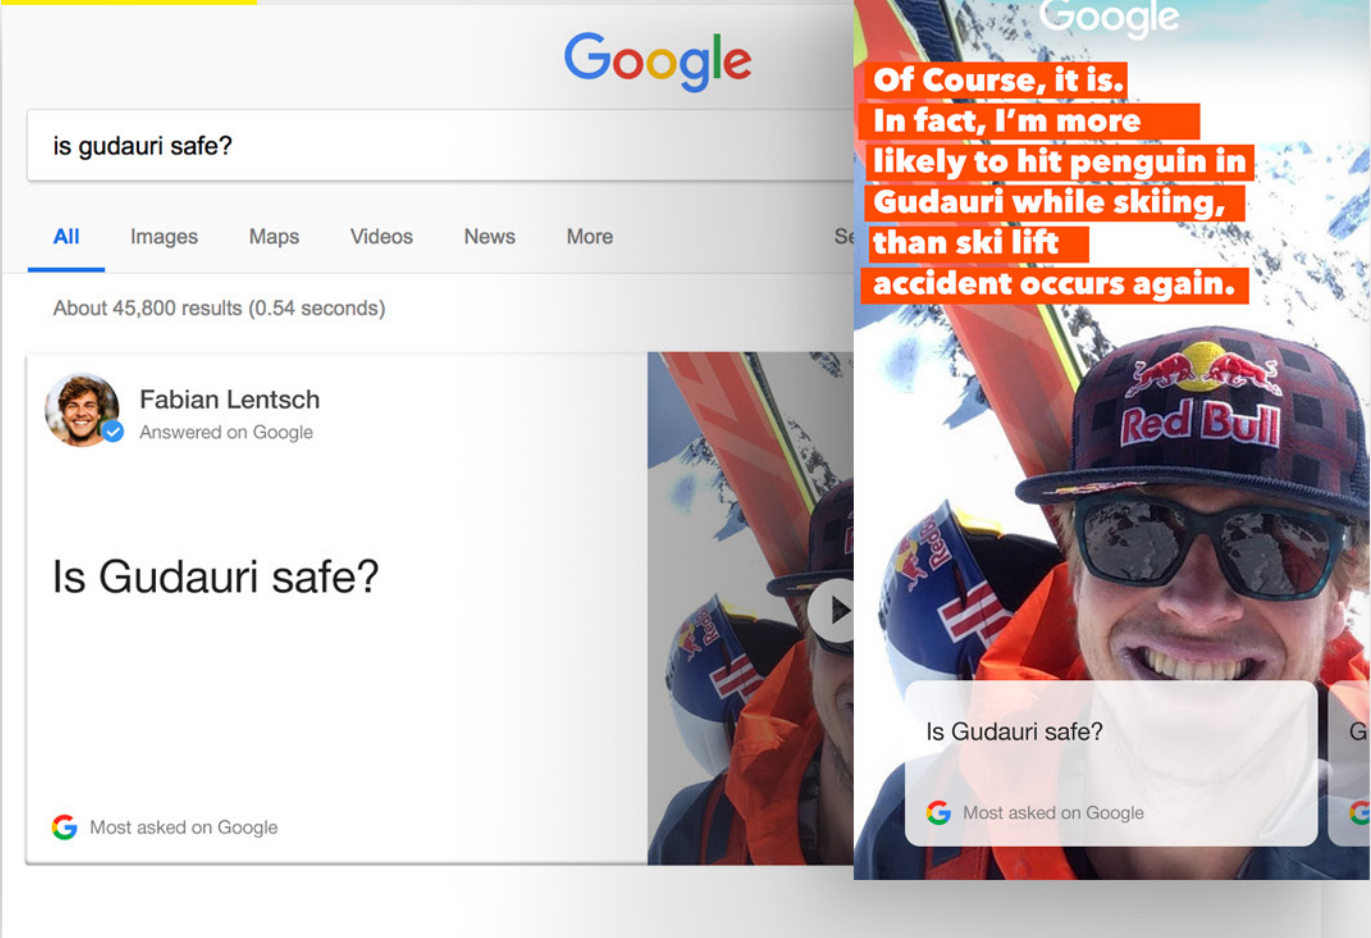 Google
is gudauri safe?
All Images Maps Videos News More
About 45,800 results (0.54 seconds)
Fabian Lentsch
Answered on Google
Is Gudauri safe?
Most asked on Google
Google
Of Course, it is.
In fact, I'm more
likely to hit penguin in
Gudauri while skiing,
than ski lift
accident occurs again.
Red Bull
Is Gudauri safe?
Most asked on Google